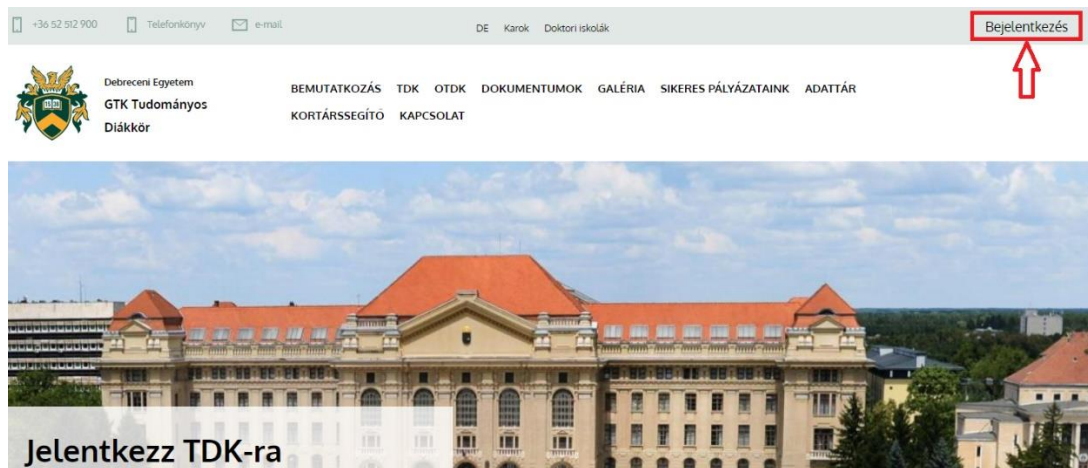 +36 52 512 900 Telefonkönyv e-mail DE Karok Doktori iskolák Bejelentkezés
Debreceni Egyetem
GTK Tudományos
Diákkör
BEMUTATKOZÁS TDK OTDK DOKUMENTUMOK GALÉRIA SIKERES PÁLYÁZATAINK ADATTÁR
KORTÁRSSEGÍTŐ KAPCSOLAT
Jelentkezz TDK-ra